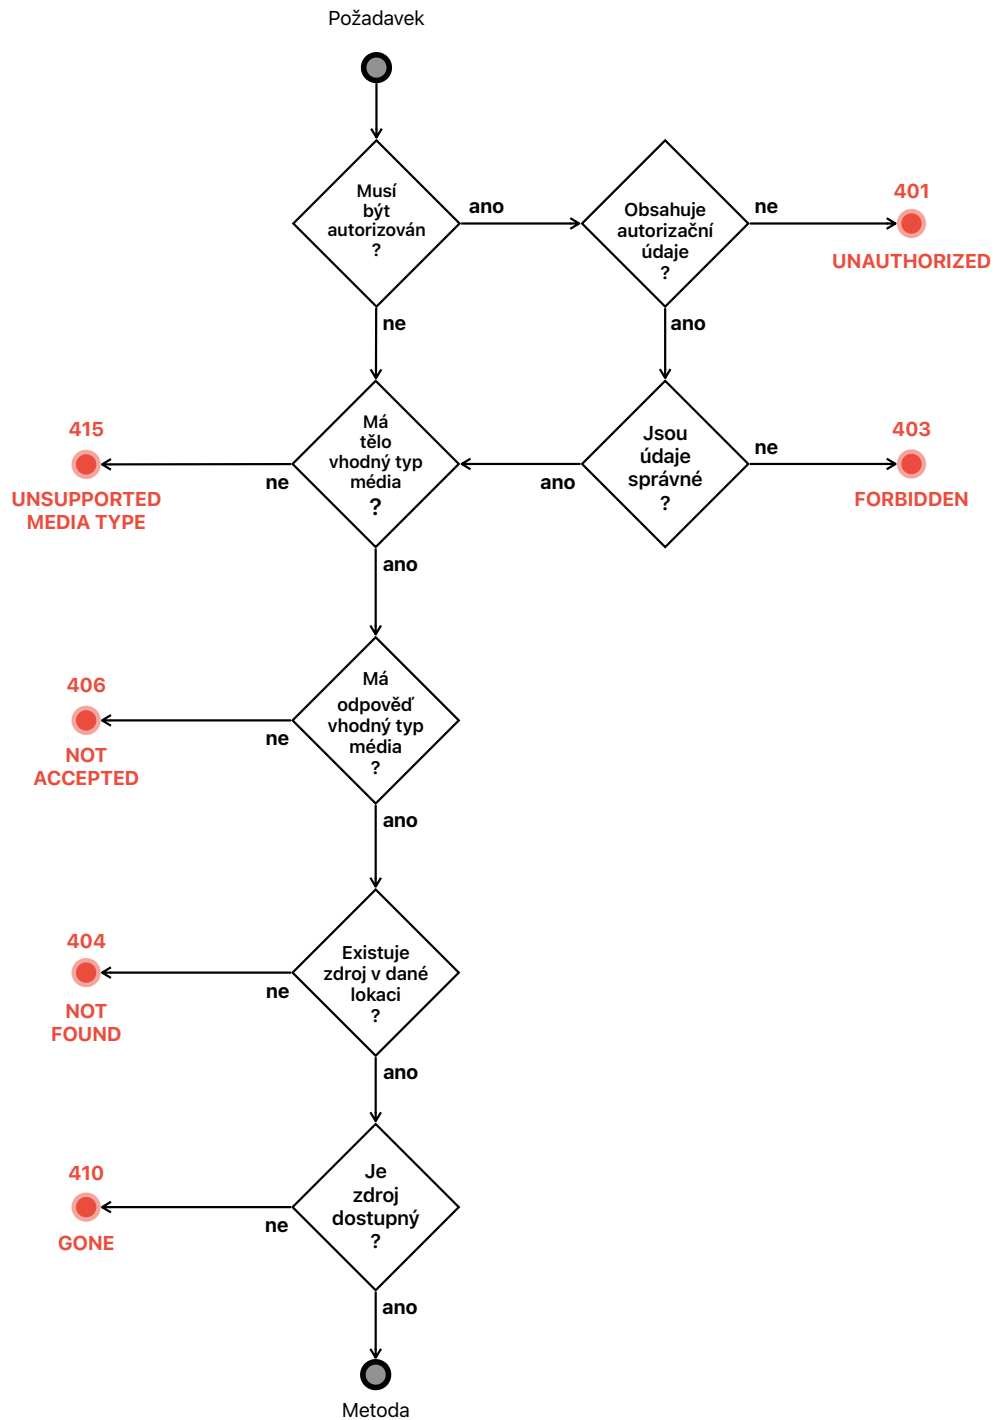 Požadavek
Musí
být
autorizován
?
ano
Obsahuje
autorizační
údaje
?
ne
401
UNAUTHORIZED
ne
ano
415
UNSUPPORTED
MEDIA TYPE
ne
Má
tělo
vhodný typ
média
?
ano
Jsou
údaje
správné
?
ne
403
FORBIDDEN
ano
406
NOT
ACCEPTED
ne
Má
odpověď
vhodný typ
média
?
ano
404
NOT
FOUND
ne
Existuje
zdroj v dané
lokaci
?
ano
410
GONE
ne
Je
zdroj
dostupný
?
ano
Metoda